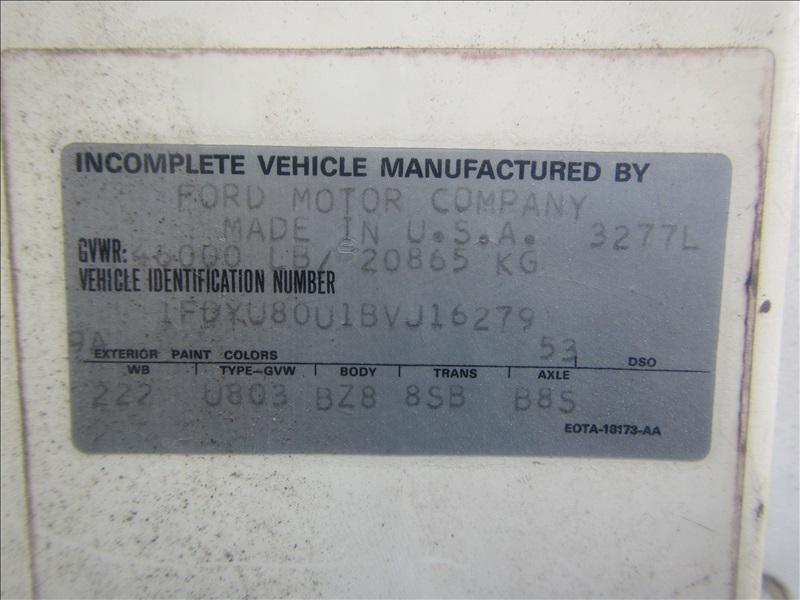 INCOMPLETE VEHICLE MANUFACTURED BY
FORD MOTOR COMPANY
MADE IN U.S.A. 3277L
GVWR: 46000 LB/ 20865 KG
VEHICLE IDENTIFICATION NUMBER
1FDYU80U1BVJ16279
9A 53
EXTERIOR PAINT COLORS DSO
WB TYPE-GVW BODY TRANS AXLE
222 U803 BZ8 8SB B8S
EOTA-18173-AA